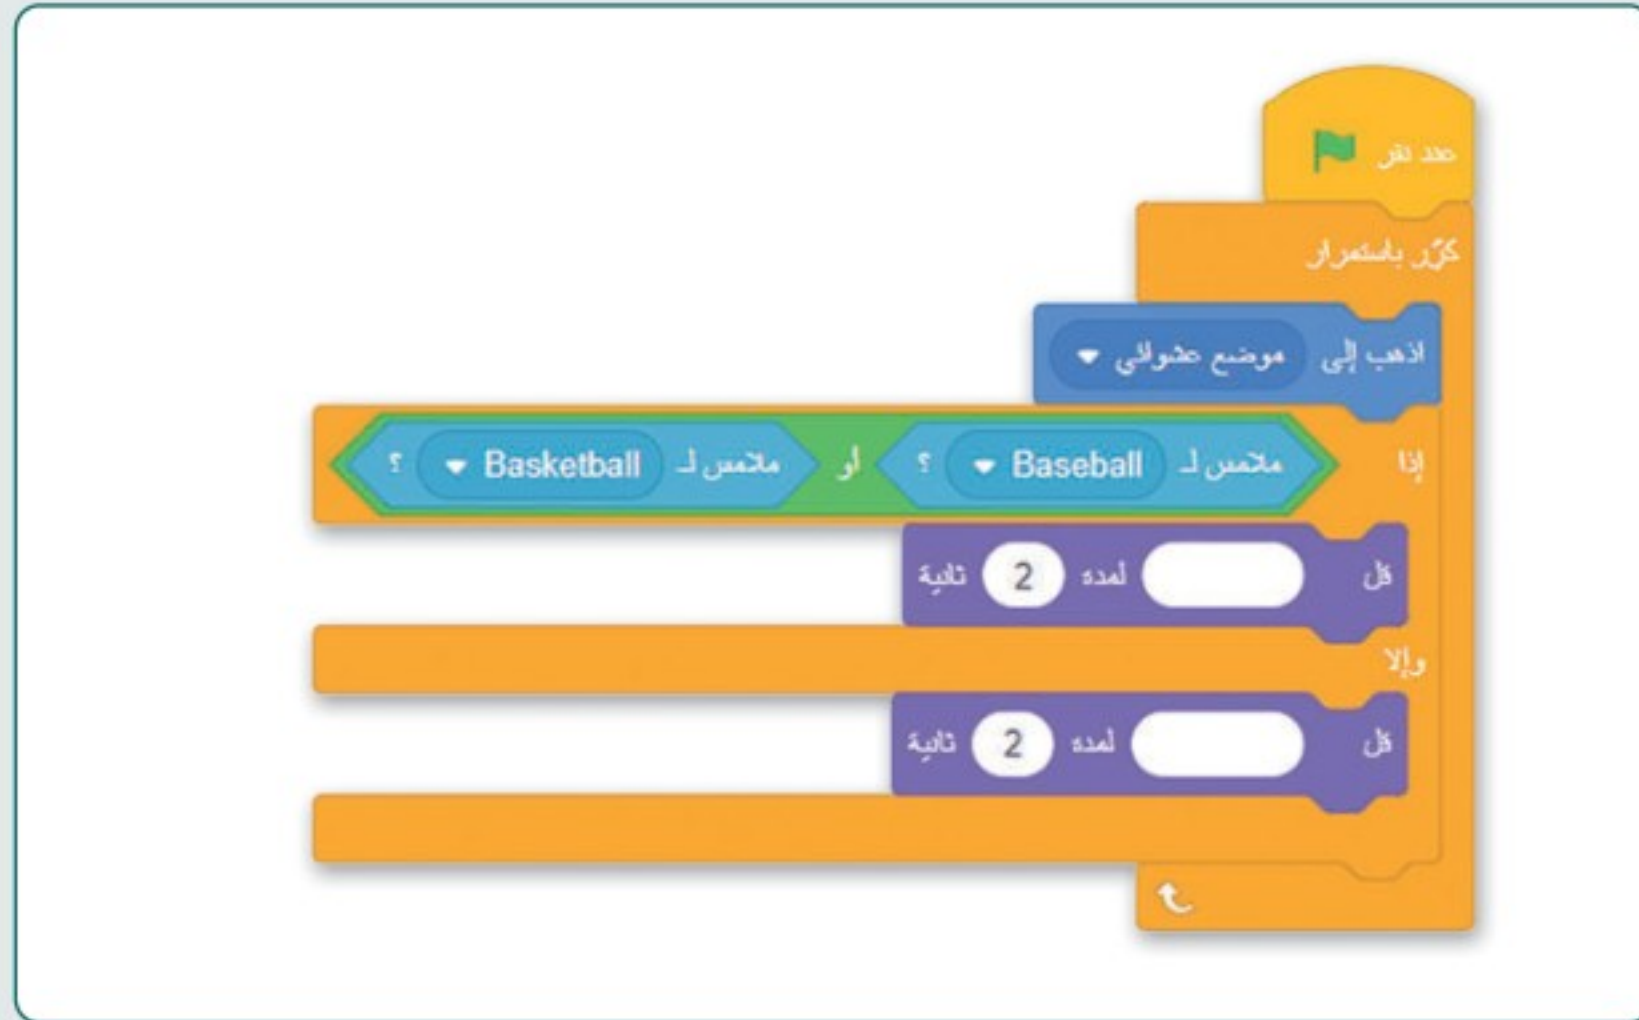 عند نقر
كرّر باستمرار
اذهب إلى موضع عشوائي
إذا ملامس لـ Baseball ؟ أو ملامس لـ Basketball ؟
قل لمدة 2 ثانية
وإلا
قل لمدة 2 ثانية